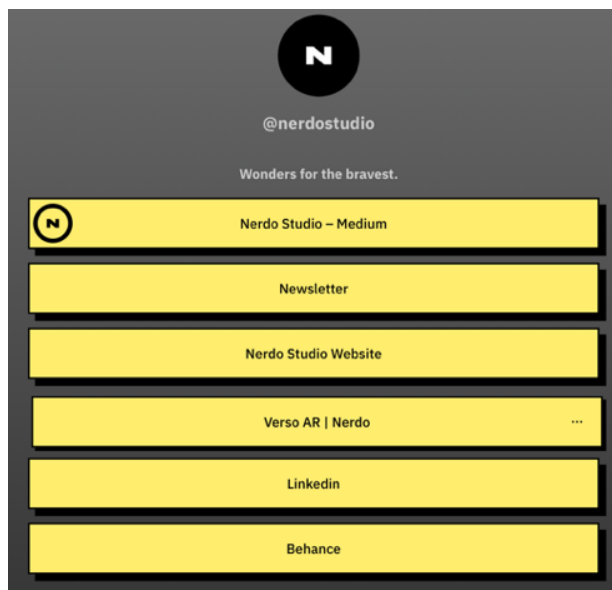 N
@nerdostudio
Wonders for the bravest.
N
Nerdo Studio – Medium
Newsletter
Nerdo Studio Website
Verso AR | Nerdo
...
Linkedin
Behance